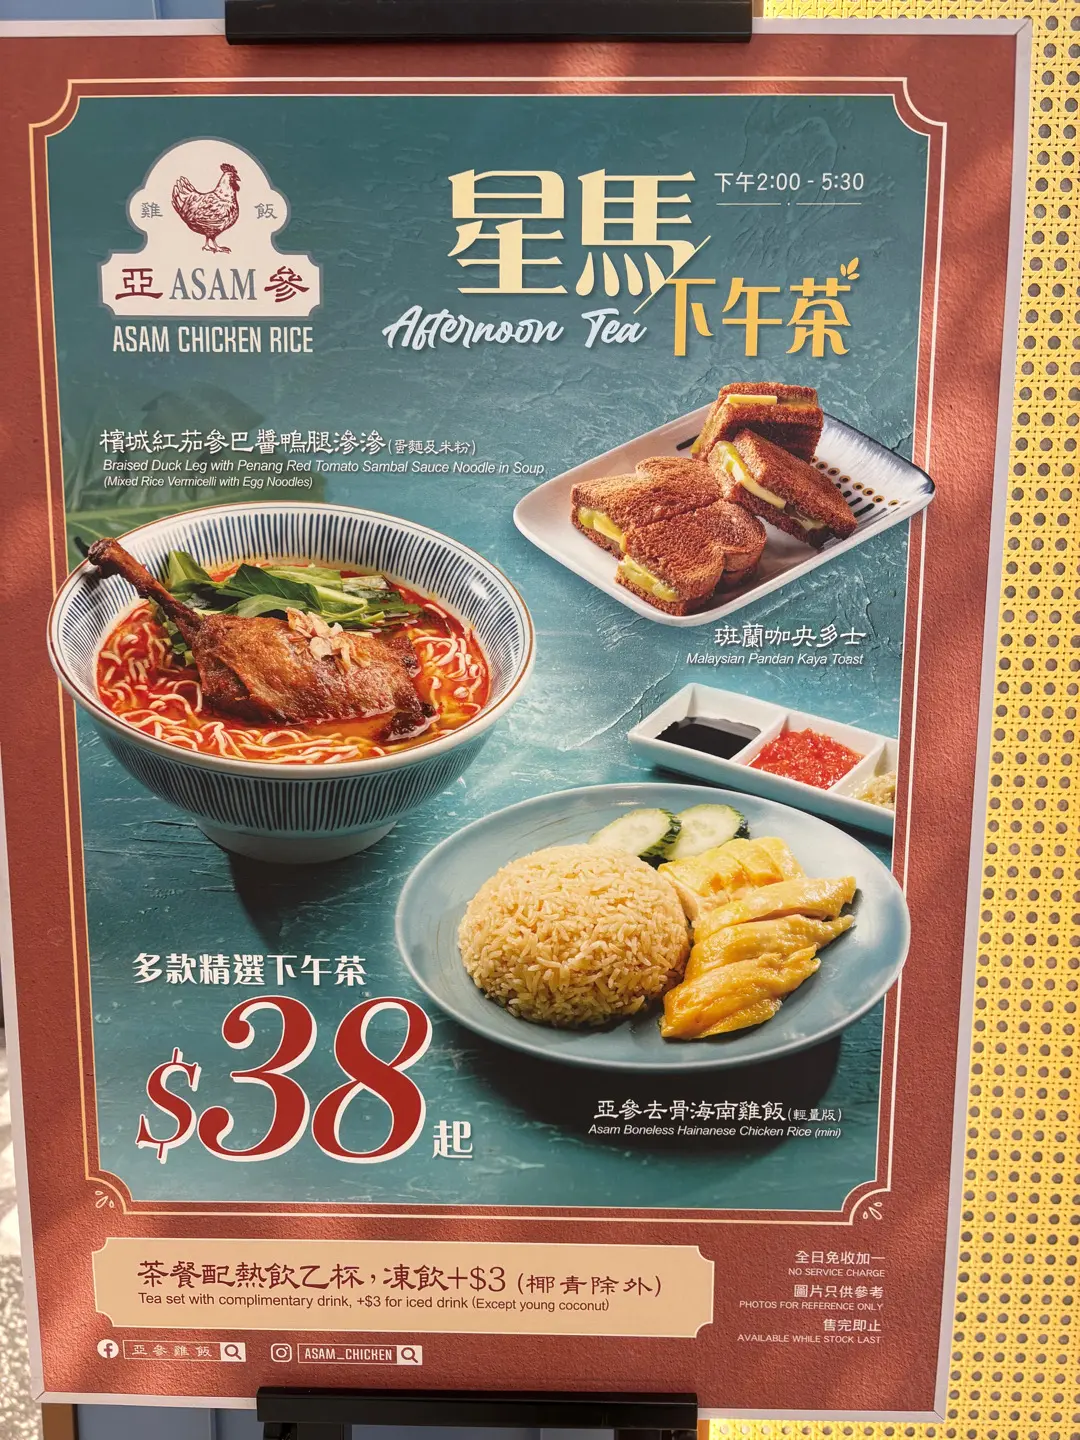 雞 飯
亞 ASAM 參
ASAM CHICKEN RICE
下午2:00 - 5:30
星馬
下午茶
Afternoon Tea
檳城紅茄參巴醬鴨腿滲滲(蛋麵及米粉)
Braised Duck Leg with Penang Red Tomato Sambal Sauce Noodle in Soup
(Mixed Rice Vermicelli with Egg Noodles)
斑蘭咖央多士
Malaysian Pandan Kaya Toast
多款精選下午茶
$38起
亞參去骨海南雞飯(輕量版)
Asam Boneless Hainanese Chicken Rice (mini)
茶餐配熱飲乙杯，凍飲+$3 (椰青除外)
Tea set with complimentary drink, +$3 for iced drink (Except young coconut)
全日免收加一
NO SERVICE CHARGE
圖片只供參考
PHOTOS FOR REFERENCE ONLY
售完即止
AVAILABLE WHILE STOCK LAST
亞參雞飯
ASAM_CHICKEN